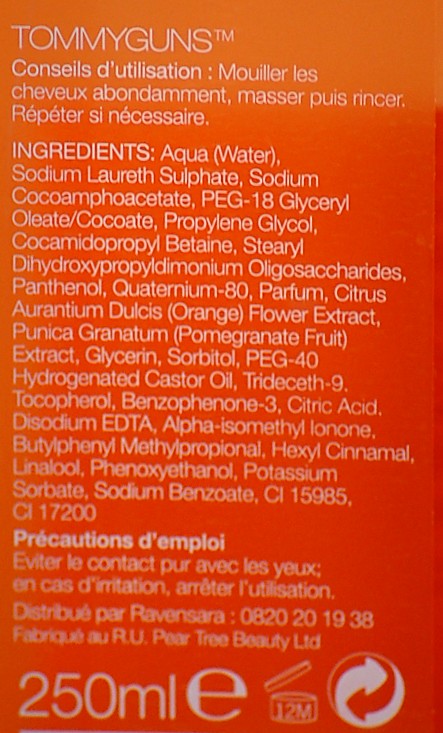 TOMMYGUNS™
Conseils d'utilisation : Mouiller les
cheveux abondamment, masser puis rincer.
Répéter si nécessaire.
INGREDIENTS: Aqua (Water),
Sodium Laureth Sulphate, Sodium
Cocoamphoacetate, PEG-18 Glyceryl
Oleate/Cocoate, Propylene Glycol,
Cocamidopropyl Betaine, Stearyl
Dihydroxypropyldimonium Oligosaccharides,
Panthenol, Quaternium-80, Parfum, Citrus
Aurantium Dulcis (Orange) Flower Extract,
Punica Granatum (Pomegranate Fruit)
Extract, Glycerin, Sorbitol, PEG-40
Hydrogenated Castor Oil, Trideceth-9,
Tocopherol, Benzophenone-3, Citric Acid,
Disodium EDTA, Alpha-isomethyl Ionone,
Butylphenyl Methylpropional, Hexyl Cinnamal,
Linalool, Phenoxyethanol, Potassium
Sorbate, Sodium Benzoate, CI 15985,
CI 17200
Précautions d'emploi
Eviter le contact pur avec les yeux;
en cas d'irritation, arrêter l'utilisation.
Distribué par Ravensara : 0820 20 19 38
Fabriqué au R.U. Pear Tree Beauty Ltd
250ml e 12M